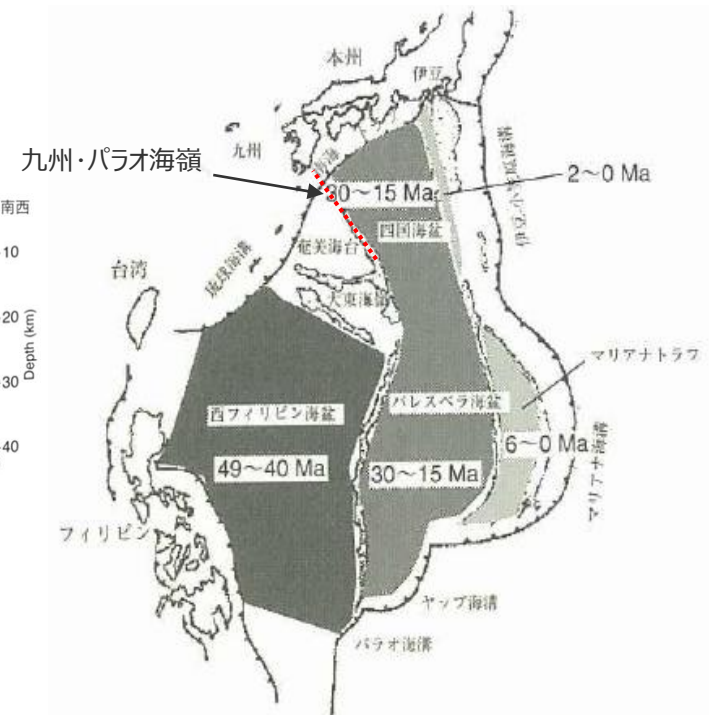 本州
伊豆
九州
九州・パラオ海嶺
2〜0 Ma
30〜15 Ma
南西
四国海盆
奄美海台
10
台湾
琉球海溝
大東海嶺
20
Depth (km)
マリアナトラフ
30
西フィリピン海盆
パレスベラ海盆
40
6〜0 Ma
49〜40 Ma
30〜15 Ma
マリアナ海溝
フィリピン
ヤップ海溝
パラオ海溝